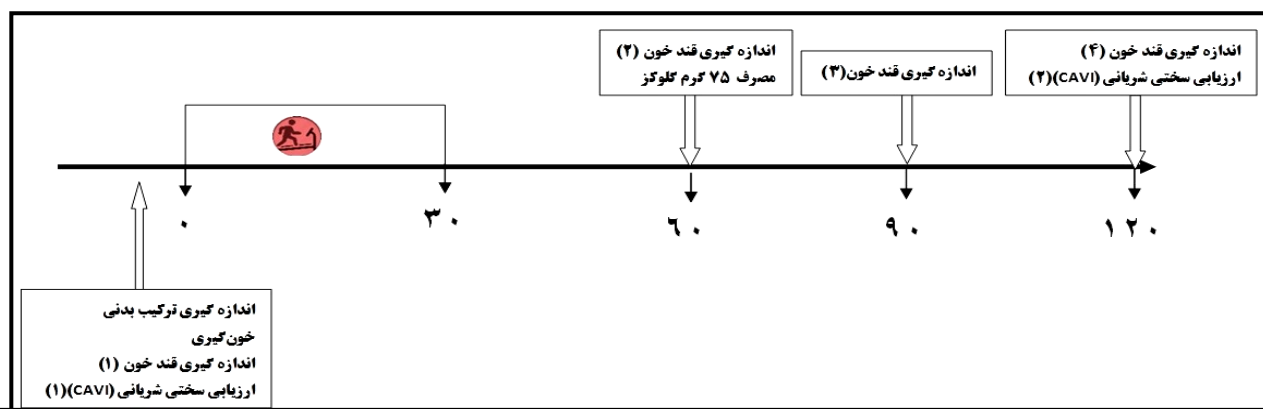 اندازه گیری قند خون (۲)
مصرف ۷۵ گرم گلوکز
اندازه گیری قند خون(۳)
اندازه گیری قند خون (۴)
ارزیابی سختی شریانی (CAVI)(۲)
۰
۳۰
۶۰
۹۰
۱۲۰
اندازه گیری ترکیب بدنی
خون‌گیری
اندازه گیری قند خون (۱)
ارزیابی سختی شریانی (CAVI)(۱)